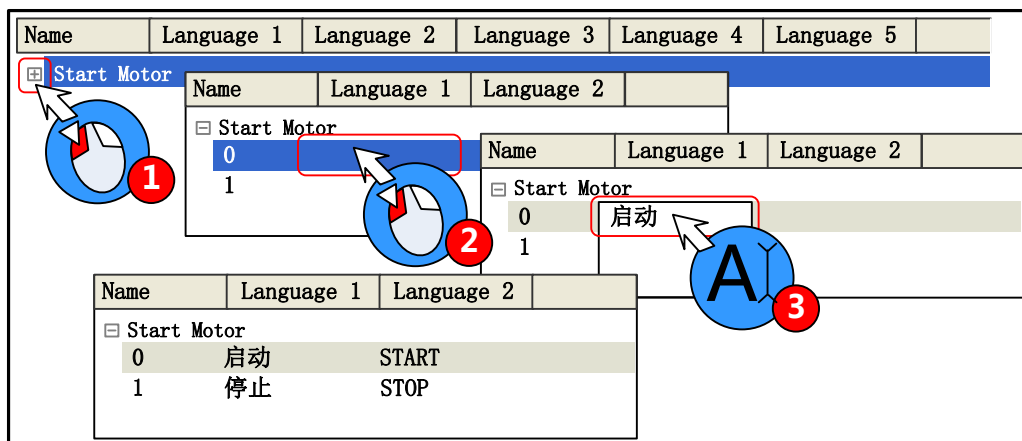 Name Language 1 Language 2 Language 3 Language 4 Language 5
Start Motor
1
Name Language 1 Language 2
Start Motor
0
1
2
Name Language 1 Language 2
Start Motor
0 启动
1
A
3
Name Language 1 Language 2
Start Motor
0 启动 START
1 停止 STOP